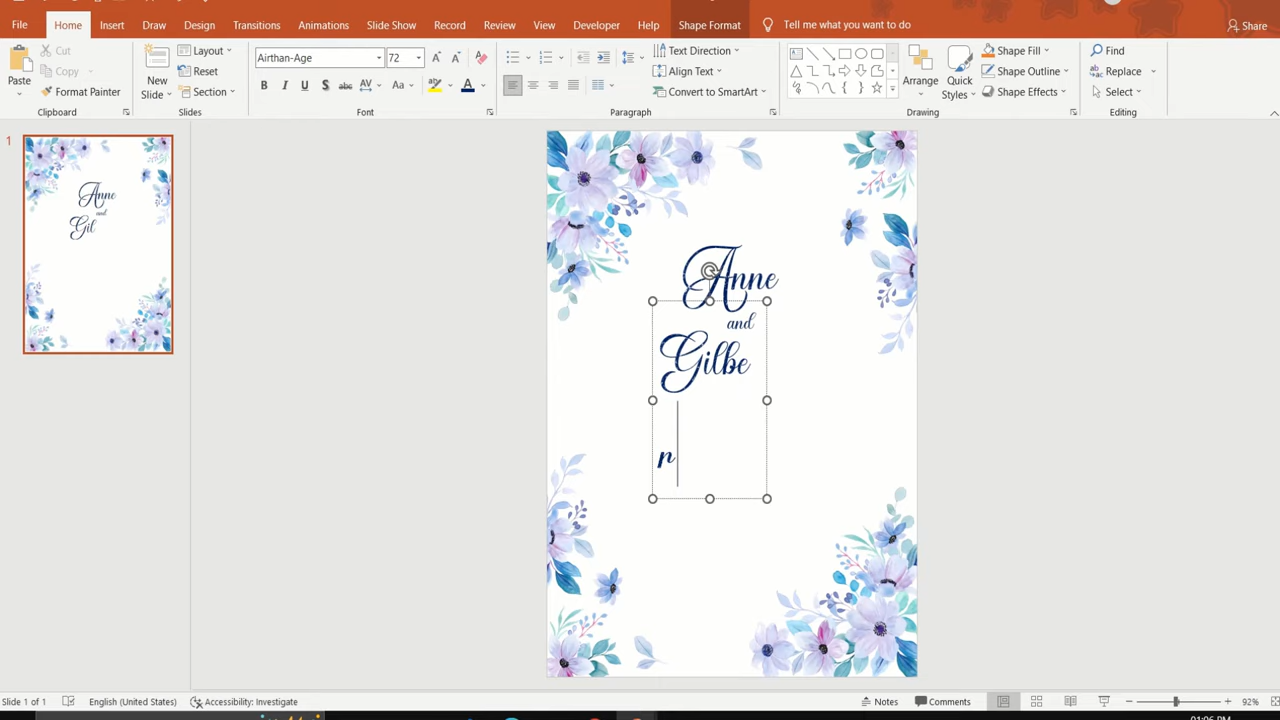 File Home Insert Draw Design Transitions Animations Slide Show Record Review View Developer Help Shape Format Tell me what you want to do Share
Paste Cut Copy Format Painter
Clipboard
New Slide Layout Reset Section
Slides
Airthan-Age 72
B I U S abc AV Aa A
Font
Text Direction Align Text Convert to SmartArt
Paragraph
Arrange Quick Styles Shape Fill Shape Outline Shape Effects
Drawing
Find Replace Select
Editing
1
Anne
and
Gil
Anne
and
Gilbe
r
Slide 1 of 1 English (United States) Accessibility: Investigate Notes Comments 92%